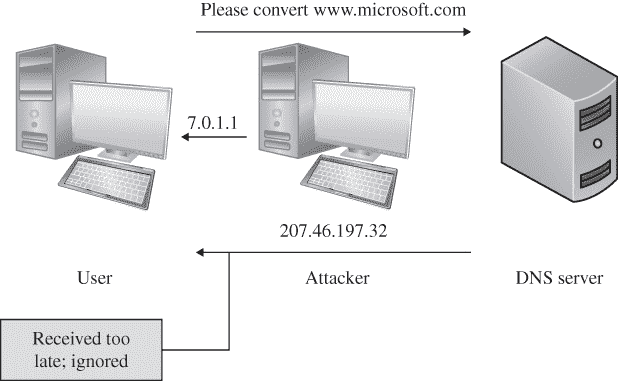 Please convert www.microsoft.com
7.0.1.1
207.46.197.32
User
Attacker
DNS server
Received too
late; ignored